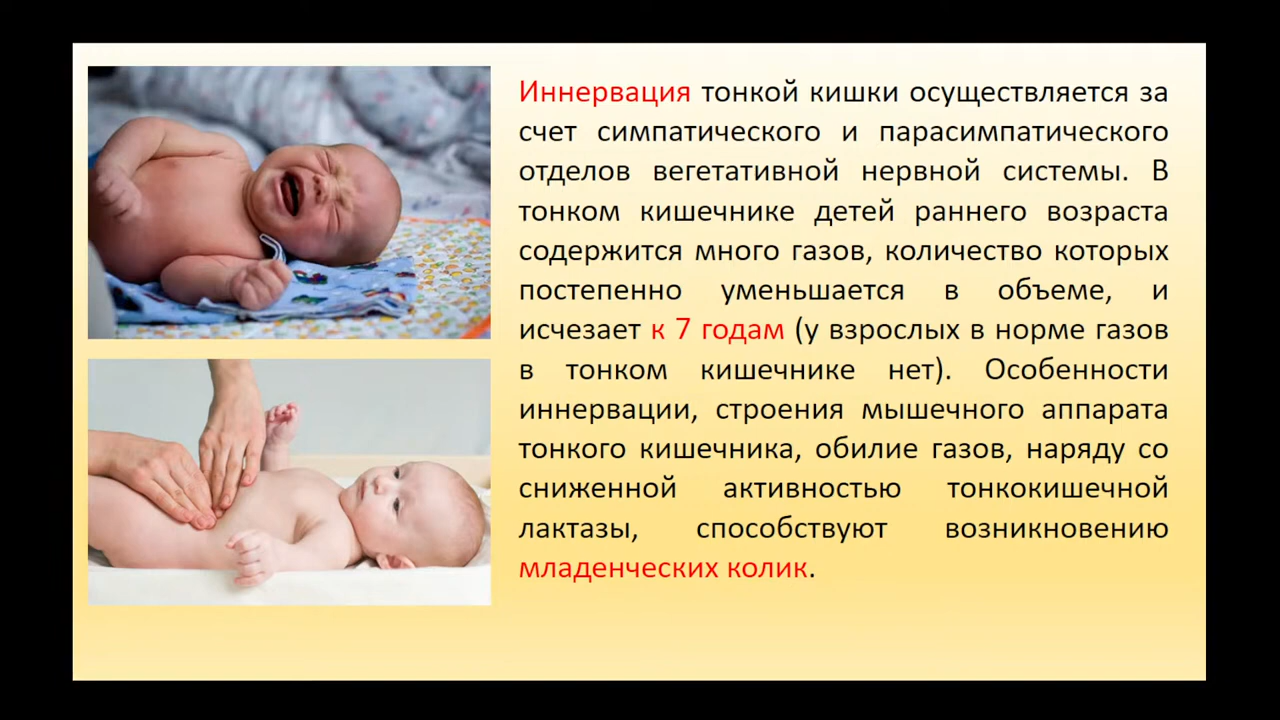 Иннервация тонкой кишки осуществляется за
счет симпатического и парасимпатического
отделов вегетативной нервной системы. В
тонком кишечнике детей раннего возраста
содержится много газов, количество которых
постепенно уменьшается в объеме, и
исчезает к 7 годам (у взрослых в норме газов
в тонком кишечнике нет). Особенности
иннервации, строения мышечного аппарата
тонкого кишечника, обилие газов, наряду со
сниженной активностью тонкокишечной
лактазы, способствуют возникновению
младенческих колик.